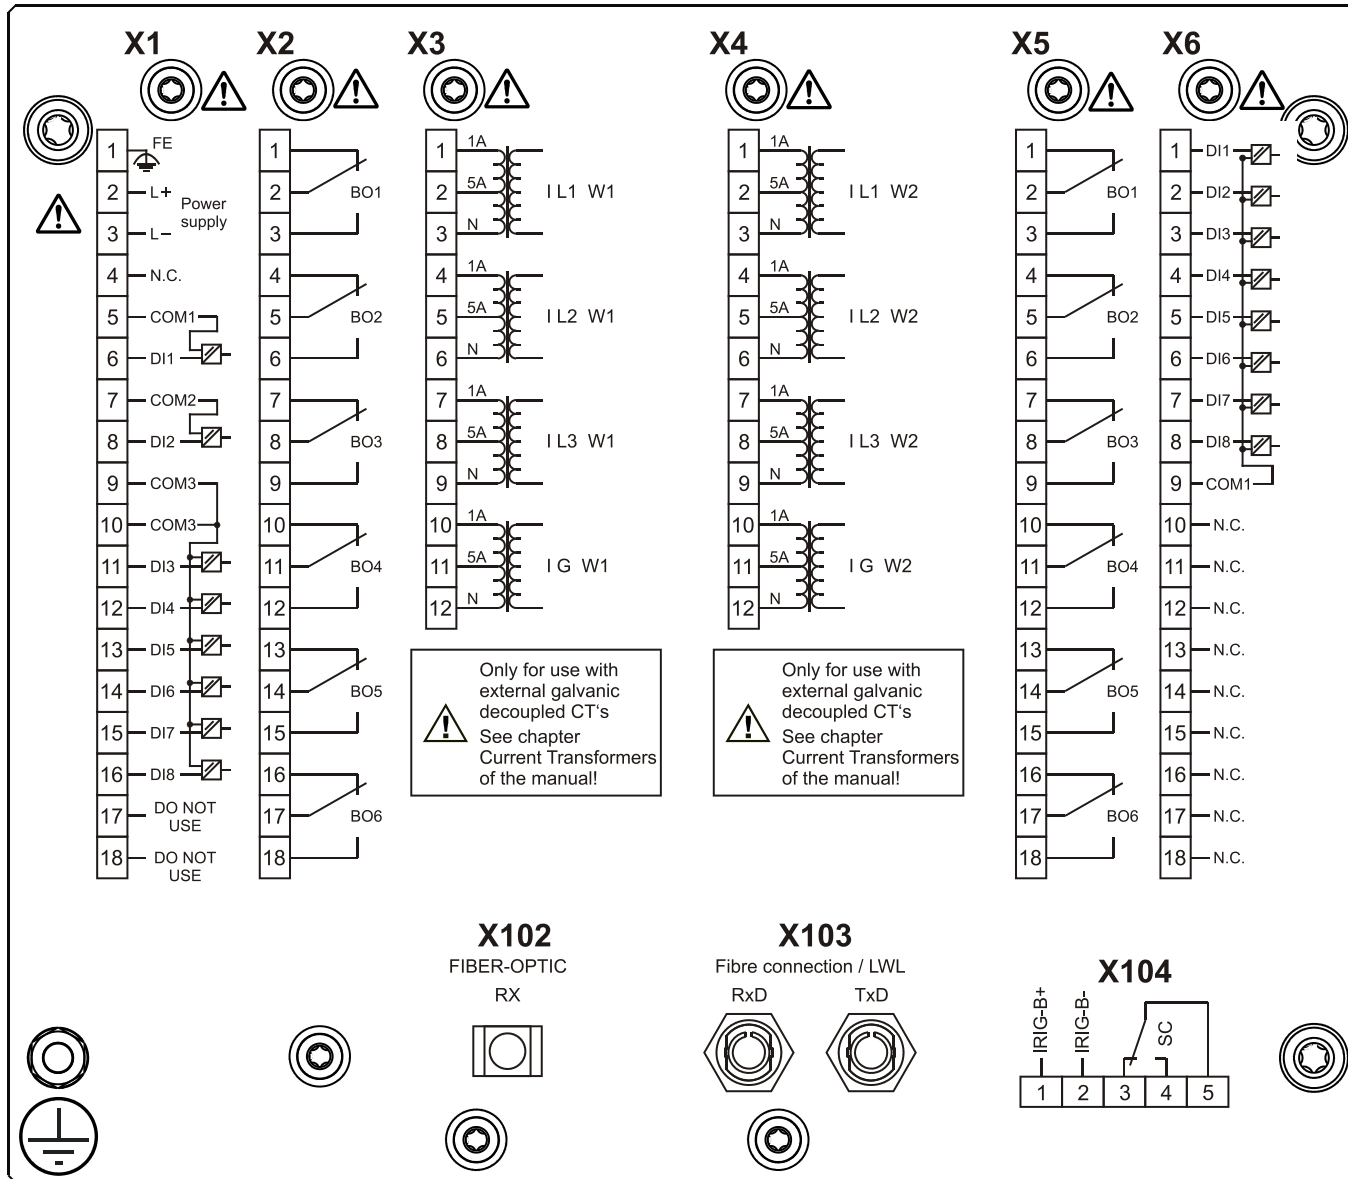 X1
1 FE
2 L+
Power
supply
3 L−
4 N.C.
5 COM1
6 DI1
7 COM2
8 DI2
9 COM3
10 COM3
11 DI3
12 DI4
13 DI5
14 DI6
15 DI7
16 DI8
17 DO NOT
USE
18 DO NOT
USE
X2
1
2 BO1
3
4
5 BO2
6
7
8 BO3
9
10
11 BO4
12
13
14 BO5
15
16
17 BO6
18
X3
1 1A
2 5A I L1 W1
3 N
4 1A
5 5A I L2 W1
6 N
7 1A
8 5A I L3 W1
9 N
10 1A
11 5A I G W1
12 N
Only for use with
external galvanic
decoupled CT‘s
See chapter
Current Transformers
of the manual!
X4
1 1A
2 5A I L1 W2
3 N
4 1A
5 5A I L2 W2
6 N
7 1A
8 5A I L3 W2
9 N
10 1A
11 5A I G W2
12 N
Only for use with
external galvanic
decoupled CT‘s
See chapter
Current Transformers
of the manual!
X5
1
2 BO1
3
4
5 BO2
6
7
8 BO3
9
10
11 BO4
12
13
14 BO5
15
16
17 BO6
18
X6
1 DI1
2 DI2
3 DI3
4 DI4
5 DI5
6 DI6
7 DI7
8 DI8
9 COM1
10 N.C.
11 N.C.
12 N.C.
13 N.C.
14 N.C.
15 N.C.
16 N.C.
17 N.C.
18 N.C.
X102
FIBER-OPTIC
RX
X103
Fibre connection / LWL
RxD TxD
X104
IRIG-B+
IRIG-B-
SC
1 2 3 4 5